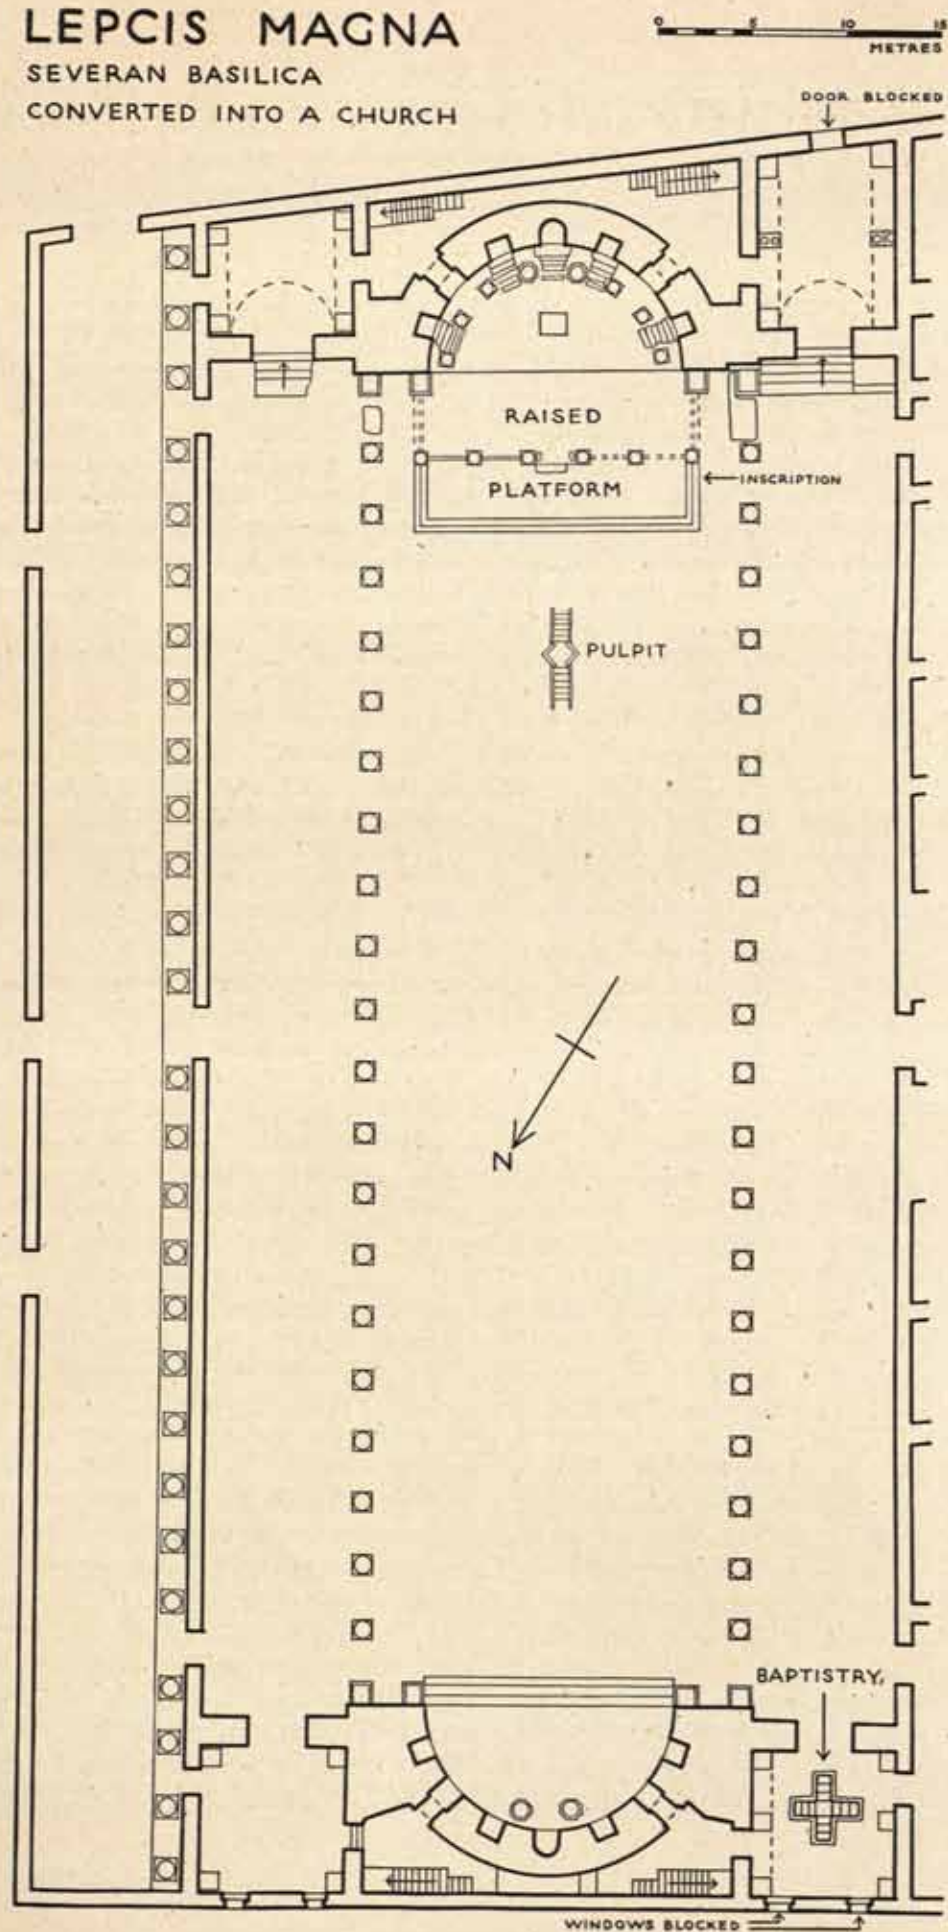 LEPCIS MAGNA
SEVERAN BASILICA
CONVERTED INTO A CHURCH
0 5 10 15
METRES
DOOR BLOCKED
RAISED
PLATFORM
INSCRIPTION
PULPIT
N
BAPTISTRY
WINDOWS BLOCKED